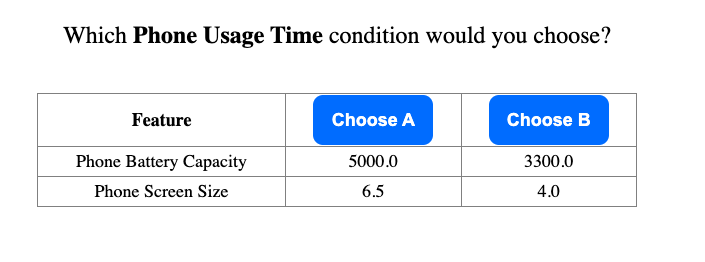 Which Phone Usage Time condition would you choose?
Feature Choose A Choose B
Phone Battery Capacity 5000.0 3300.0
Phone Screen Size 6.5 4.0